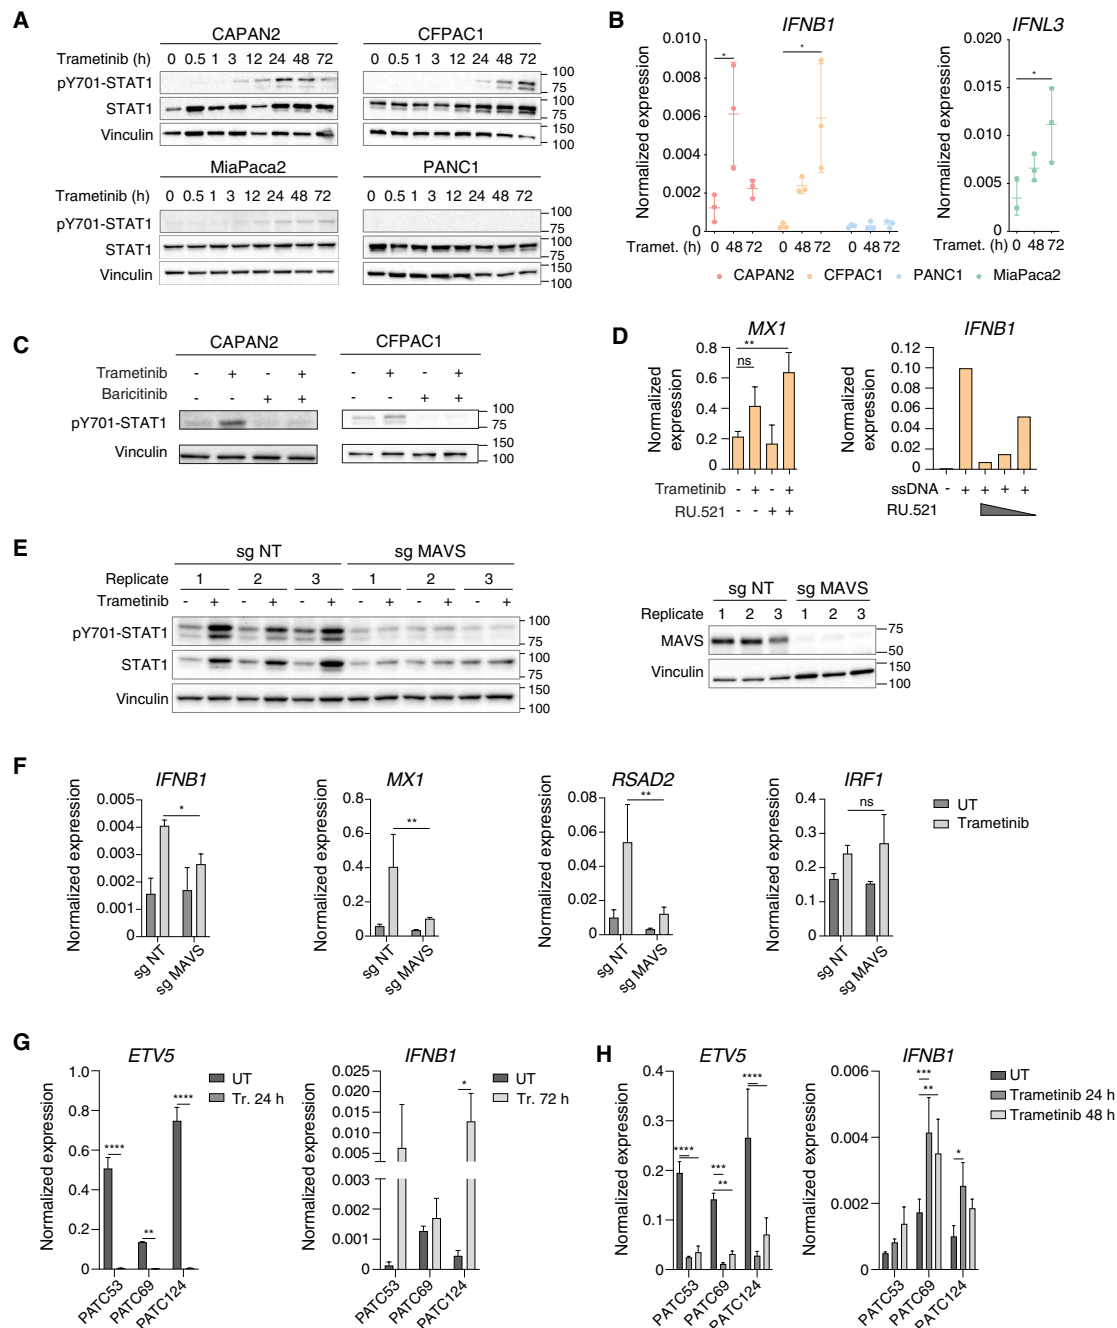 A
CAPAN2
CFPAC1
Trametinib (h) 0 0.5 1 3 12 24 48 72 0 0.5 1 3 12 24 48 72
pY701-STAT1 100 75
STAT1 100 75
Vinculin 150 100
MiaPaca2
PANC1
Trametinib (h) 0 0.5 1 3 12 24 48 72 0 0.5 1 3 12 24 48 72
pY701-STAT1 100 75
STAT1 100 75
Vinculin 150 100
B
IFNB1
Normalized expression
0.010
0.008
0.006
0.004
0.002
0
* *
Tramet. (h) 0 48 72 0 48 72 0 48 72
IFNL3
Normalized expression
0.020
0.015
0.010
0.005
0
*
Tramet. (h) 0 48 72
CAPAN2 CFPAC1 PANC1 MiaPaca2
C
CAPAN2 CFPAC1
Trametinib - + - + - + - +
Baricitinib - - + + - - + +
pY701-STAT1 100 75
Vinculin 150 100
D
MX1
Normalized expression
0.8
0.6
0.4
0.2
0
**
ns
Trametinib - + - +
RU.521 - - + +
IFNB1
Normalized expression
0.12
0.10
0.08
0.06
0.04
0.02
0
ssDNA - + + + +
RU.521
E
sg NT sg MAVS
Replicate 1 2 3 1 2 3
Trametinib - + - + - + - + - + - +
pY701-STAT1 100 75
STAT1 100 75
Vinculin 150 100
sg NT sg MAVS
Replicate 1 2 3 1 2 3
MAVS 75 50
Vinculin 150 100
F
IFNB1
Normalized expression
0.005
0.004
0.003
0.002
0.001
0
*
sg NT sg MAVS
MX1
Normalized expression
0.8
0.6
0.4
0.2
0
**
sg NT sg MAVS
RSAD2
Normalized expression
0.08
0.06
0.04
0.02
0
**
sg NT sg MAVS
IRF1
Normalized expression
0.4
0.3
0.2
0.1
0
ns
sg NT sg MAVS
UT
Trametinib
G
ETV5
Normalized expression
1.0
0.8
0.6
0.4
0.2
0
**** ** ****
PATC53 PATC69 PATC124
UT
Tr. 24 h
IFNB1
Normalized expression
0.025
0.020
0.015
0.010
0.005
0.003
0.002
0.001
0
*
PATC53 PATC69 PATC124
UT
Tr. 72 h
H
ETV5
Normalized expression
0.4
0.3
0.2
0.1
0
**** *** ** ****
PATC53 PATC69 PATC124
IFNB1
Normalized expression
0.006
0.004
0.002
0
*** ** *
PATC53 PATC69 PATC124
UT
Trametinib 24 h
Trametinib 48 h